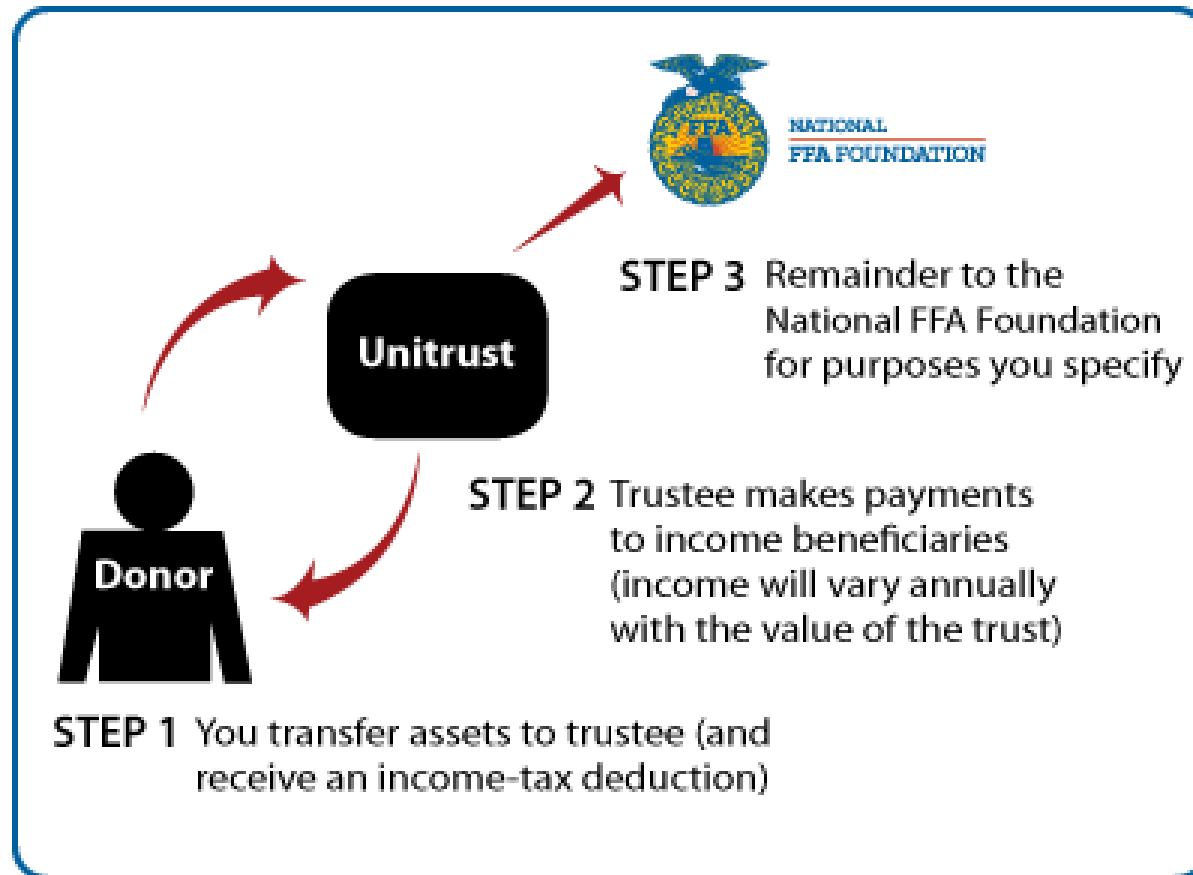 FFA
NATIONAL
FFA FOUNDATION
STEP 3 Remainder to the
National FFA Foundation
for purposes you specify
Unitrust
STEP 2 Trustee makes payments
to income beneficiaries
(income will vary annually
with the value of the trust)
Donor
STEP 1 You transfer assets to trustee (and
receive an income-tax deduction)